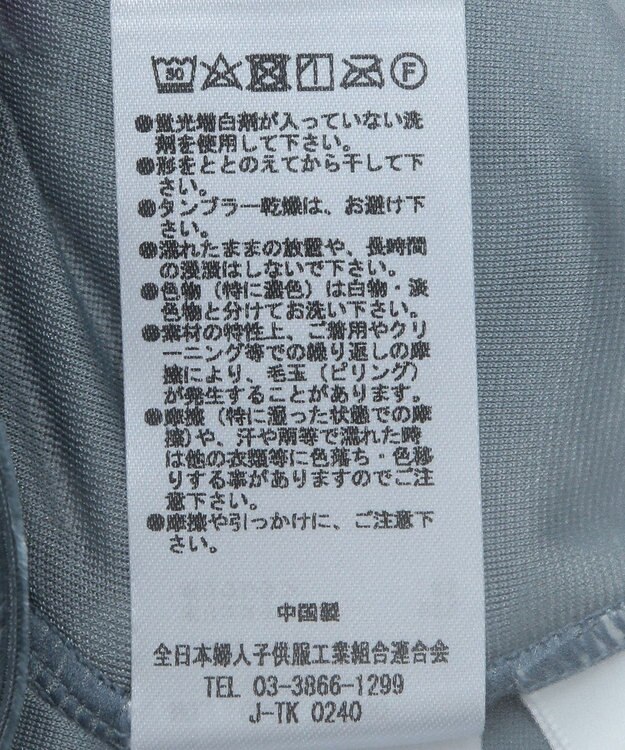 30 F
●蛍光増白剤が入っていない洗
剤を使用して下さい。
●形をととのえてから干して下
さい。
●タンブラー乾燥は、お避け下
さい。
●濡れたままの放置や、長時間
の浸漬はしないで下さい。
●色物（特に濃色）は白物・淡
色物と分けてお洗い下さい。
●素材の特性上、ご着用やクリ
ーニング等での繰り返しの摩
擦により、毛玉（ピリング）
が発生することがあります。
●摩擦（特に湿った状態での摩
擦)や、汗や雨等で濡れた時
は他の衣類等に色落ち・色移
りする事がありますのでご注
意下さい。
●摩擦や引っかけに、ご注意下
さい。
中国製
全日本婦人子供服工業組合連合会
TEL 03-3866-1299
J-TK 0240